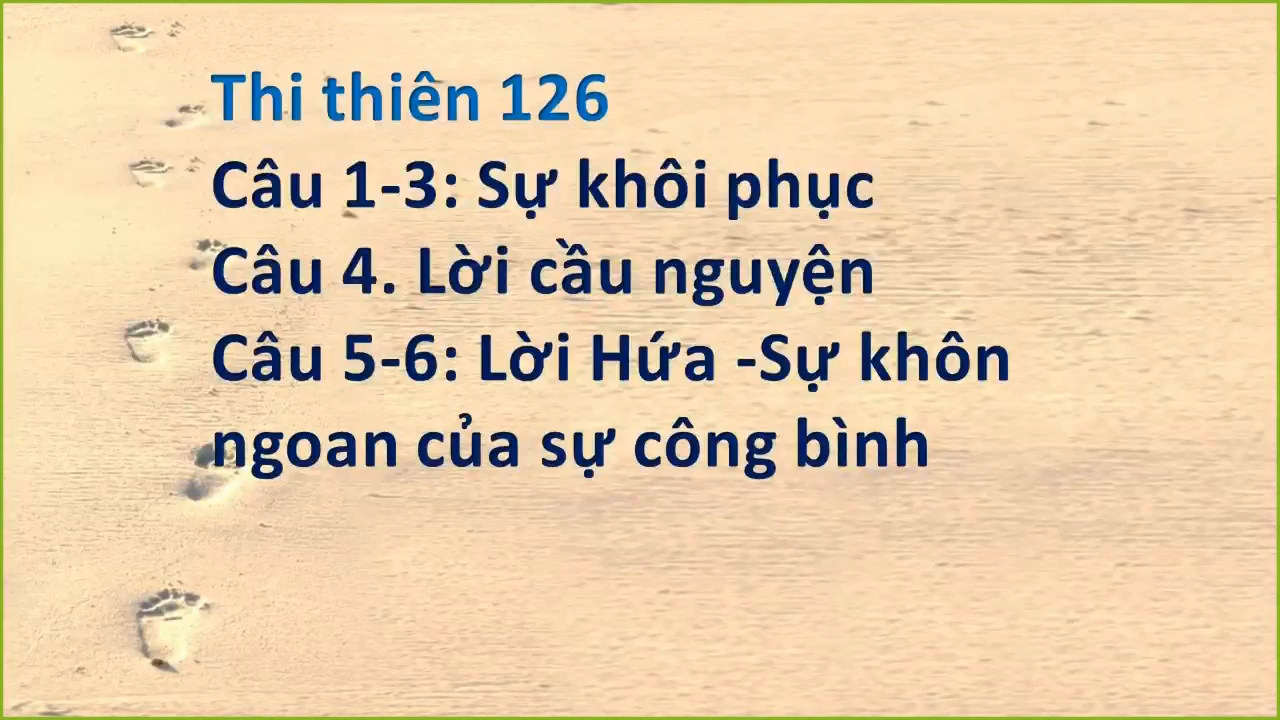 Thi thiên 126
Câu 1-3: Sự khôi phục
Câu 4. Lời cầu nguyện
Câu 5-6: Lời Hứa -Sự khôn
ngoan của sự công bình